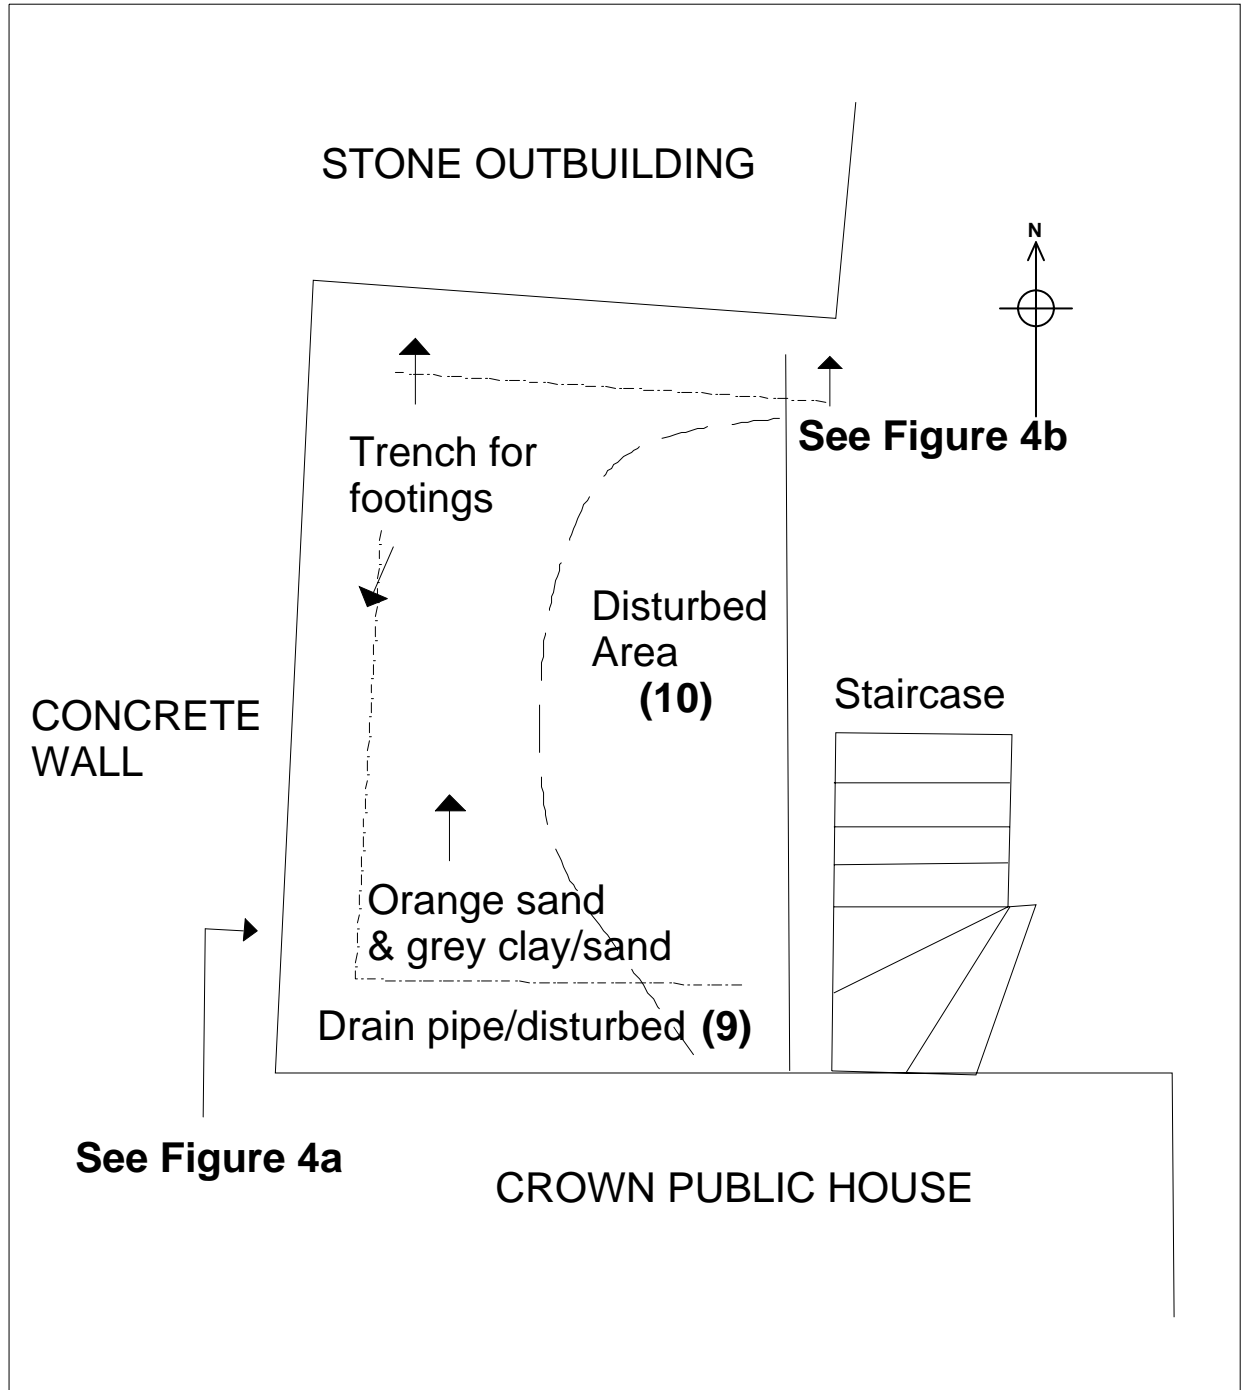 STONE OUTBUILDING
N
See Figure 4b
Trench for
footings
Disturbed
Area
(10)
Staircase
CONCRETE
WALL
Orange sand
& grey clay/sand
Drain pipe/disturbed (9)
See Figure 4a
CROWN PUBLIC HOUSE